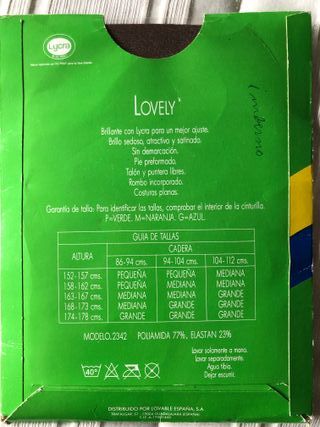 Lycra
LOVELY
Brillante con Lycra para un mejor ajuste.
Brillo sedoso, atractivo y satinado.
Sin demarcación.
Pie preformado.
Talón y puntera libres.
Rombo incorporado.
Costuras planas.
Garantía de talla: Para identificar las tallas, comprobar el interior de la cinturilla.
P=VERDE. M=NARANJA. G=AZUL.
GUIA DE TALLAS
ALTURA CADERA
86-94 cms. 94-104 cms. 104-112 cms.
152-157 cms. PEQUEÑA PEQUEÑA MEDIANA
158-162 cms. PEQUEÑA MEDIANA MEDIANA
163-167 cms. MEDIANA MEDIANA GRANDE
168-173 cms. MEDIANA GRANDE GRANDE
174-178 cms. GRANDE GRANDE GRANDE
MODELO.2342 POLIAMIDA 77%, ELASTAN 23%
40°
Lavar solamente a mano.
Lavar separadamente.
Agua tibia.
Dejar escurrir.
DISTRIBUIDO POR LOVABLE ESPAÑA, S.A.